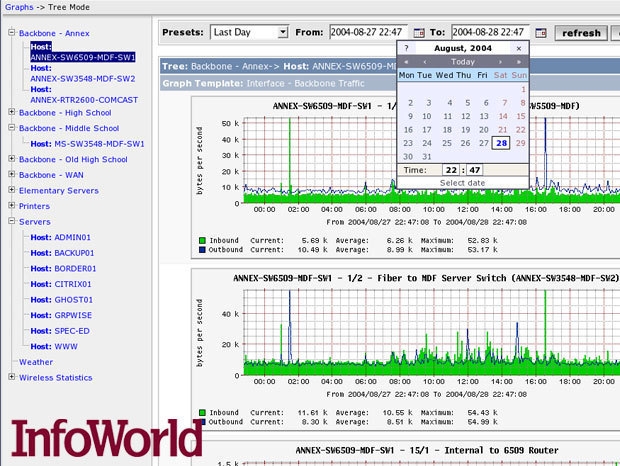 Graphs -> Tree Mode
Backbone - Annex
Host:
ANNEX-SW6509-MDF-SW1
Host:
ANNEX-SW3548-MDF-SW2
Host:
ANNEX-RTR2600-COMCAST
Backbone - High School
Backbone - Middle School
Host: MS-SW3548-MDF-SW1
Backbone - Old High School
Backbone - WAN
Elementary Servers
Printers
Servers
Host: ADMIN01
Host: BACKUP01
Host: BORDER01
Host: CITRIX01
Host: GHOST01
Host: GRPWISE
Host: SPEC-ED
Host: WWW
Weather
Wireless Statistics
Presets: Last Day From: 2004-08-27 22:47 To: 2004-08-28 22:47 refresh
Tree: Backbone - Annex-> Host: ANNEX-SW6509-MDF
Graph Template: Interface - Backbone Traffic
? August, 2004 ×
« ‹ Today › »
Mon Tue Wed Thu Fri Sat Sun
1
2 3 4 5 6 7 8
9 10 11 12 13 14 15
16 17 18 19 20 21 22
23 24 25 26 27 28 29
30 31
Time: 22 : 47
Select date
ANNEX-SW6509-MDF-SW1 - 1/ W5509-MDF)
bytes per second
50 k
40 k
30 k
20 k
10 k
0
00:00 02:00 04:00 06:00 08:00 10:00 12:00 14:00 16:00 18:00 20:00
From 2004/08/27 22:47:08 To 2004/08/28 22:47:08
Inbound Current: 5.69 k Average: 6.26 k Maximum: 52.83 k
Outbound Current: 10.49 k Average: 8.99 k Maximum: 53.17 k
ANNEX-SW6509-MDF-SW1 - 1/2 - Fiber to MDF Server Switch (ANNEX-SW3548-MDF-SW2)
bytes per second
40 k
20 k
0
00:00 02:00 04:00 06:00 08:00 10:00 12:00 14:00 16:00 18:00 20:00
From 2004/08/27 22:47:08 To 2004/08/28 22:47:08
Inbound Current: 11.61 k Average: 10.55 k Maximum: 54.43 k
Outbound Current: 8.30 k Average: 8.51 k Maximum: 54.99 k
ANNEX-SW6509-MDF-SW1 - 15/1 - Internal to 6509 Router
1.5 k
InfoWorld